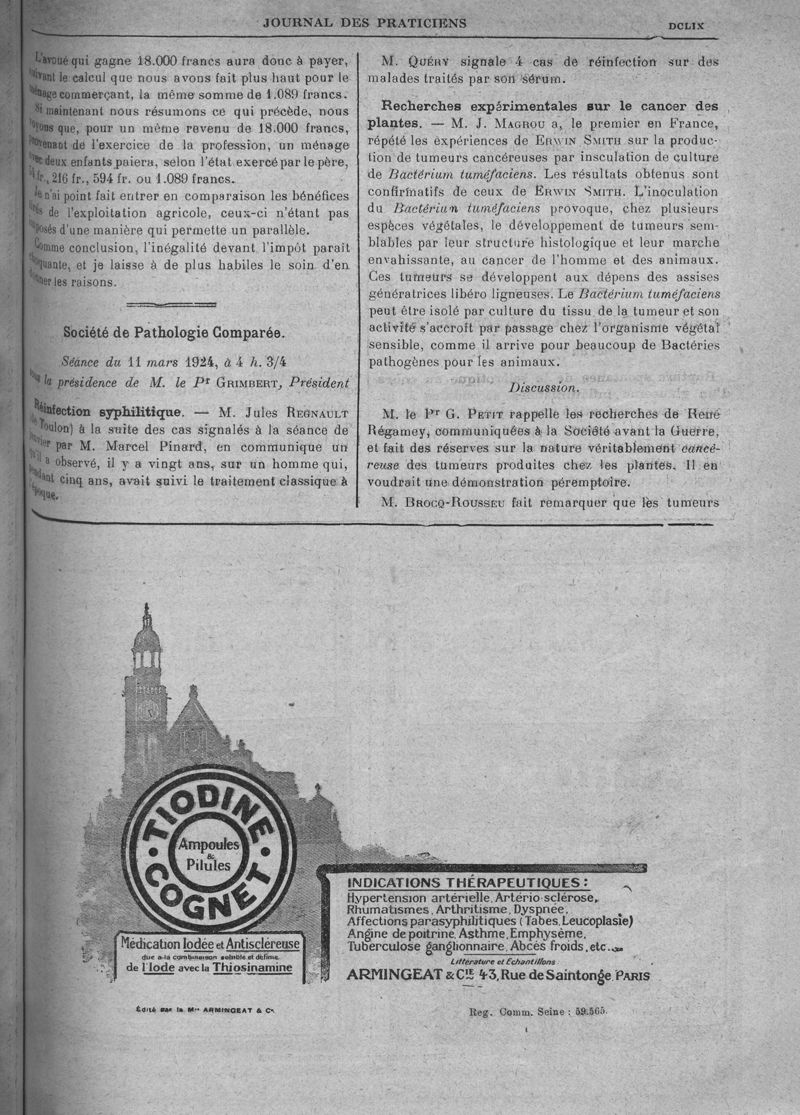 JOURNAL DES PRATICIENS
DCLIX
L'avoué qui gagne 18.000 francs aura donc à payer,
suivant le calcul que nous avons fait plus haut pour le
ménage commerçant, la même somme de 1.089 francs.
Si maintenant nous résumons ce qui précède, nous
voyons que, pour un même revenu de 18.000 francs,
provenant de l'exercice de la profession, un ménage
avec deux enfants paiera, selon l'état exercé par le père,
fr., 216 fr., 594 fr. ou 1.089 francs.
Je n'ai point fait entrer en comparaison les bénéfices
de l'exploitation agricole, ceux-ci n'étant pas
imposés d'une manière qui permette un parallèle.
Comme conclusion, l'inégalité devant l'impôt paraît
choquante, et je laisse à de plus habiles le soin d'en
donner les raisons.
Société de Pathologie Comparée.
Séance du 11 mars 1924, à 4 h. 3/4
Sous la présidence de M. le Pr GRIMBERT, Président
Réinfection syphilitique. — M. Jules REGNAULT
(de Toulon) à la suite des cas signalés à la séance de
février par M. Marcel Pinard, en communique un
qu'il a observé, il y a vingt ans, sur un homme qui,
pendant cinq ans, avait suivi le traitement classique à
l'époque.
M. QUÉRY signale 4 cas de réinfection sur des
malades traités par son sérum.
Recherches expérimentales sur le cancer des
plantes. — M. J. MAGROU a, le premier en France,
répété les expériences de ERWIN SMITH sur la produc-
tion de tumeurs cancéreuses par insculation de culture
de Bactérium tuméfaciens. Les résultats obtenus sont
confirmatifs de ceux de ERWIN SMITH. L'inoculation
du Bactérium tuméfaciens provoque, chez plusieurs
espèces végétales, le développement de tumeurs sem-
blables par leur structure histologique et leur marche
envahissante, au cancer de l'homme et des animaux.
Ces tumeurs se développent aux dépens des assises
génératrices libéro ligneuses. Le Bactérium tuméfaciens
peut être isolé par culture du tissu de la tumeur et son
activité s'accroît par passage chez l'organisme végétal
sensible, comme il arrive pour beaucoup de Bactéries
pathogènes pour les animaux.
Discussion.
M. le Pr G. PETIT rappelle les recherches de René
Régamey, communiquées à la Société avant la Guerre,
et fait des réserves sur la nature véritablement cancé-
reuse des tumeurs produites chez les plantes. Il en
voudrait une démonstration péremptoire.
M. BROCQ-ROUSSEU fait remarquer que les tumeurs
TIODINE
COGNET
Ampoules
&
Pilules
Médication Iodée et Antiscléreuse
due à la combinaison soluble et définie
de l'Iode avec la Thiosinamine
INDICATIONS THÉRAPEUTIQUES :
Hypertension artérielle, Artério-sclérose,
Rhumatismes, Arthritisme, Dyspnée,
Affections parasyphilitiques (Tabes, Leucoplasie)
Angine de poitrine, Asthme, Emphysème,
Tuberculose ganglionnaire, Abcès froids, etc...
Littérature et Echantillons
ARMINGEAT & Cie 43, Rue de Saintonge, PARIS
Édité par la Mon ARMINGEAT & Cie
Reg. Comm. Seine : 59.565